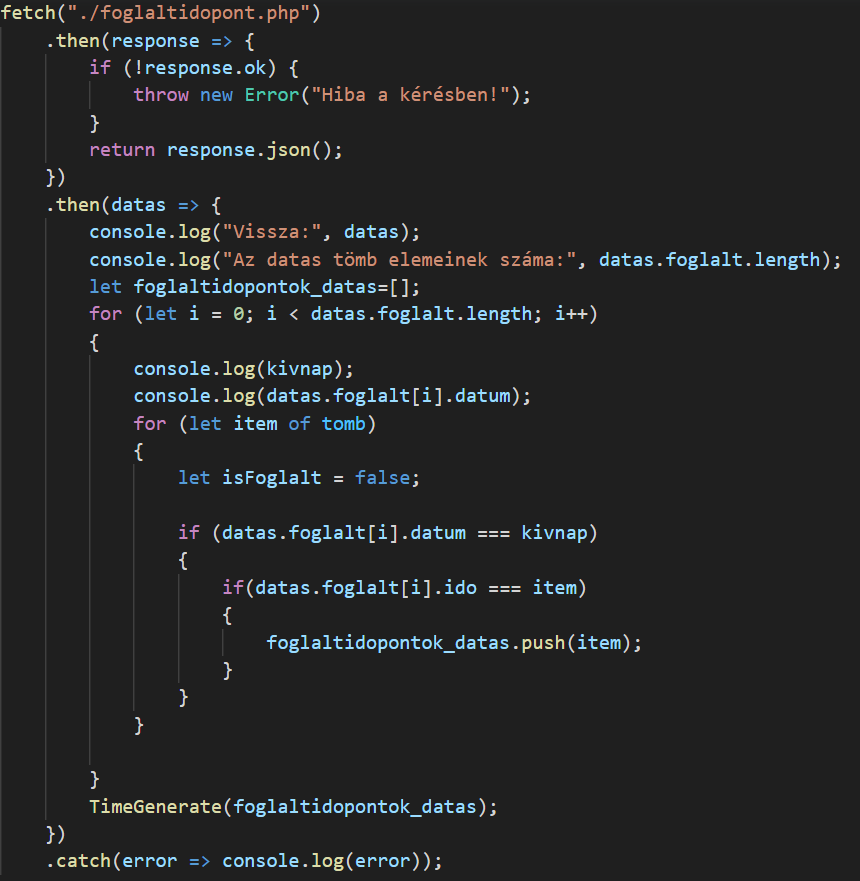 fetch("./foglaltidopont.php")
    .then(response => {
        if (!response.ok) {
            throw new Error("Hiba a kérésben!");
        }
        return response.json();
    })
    .then(datas => {
        console.log("Vissza:", datas);
        console.log("Az datas tömb elemeinek száma:", datas.foglalt.length);
        let foglaltidopontok_datas=[];
        for (let i = 0; i < datas.foglalt.length; i++)
        {
            console.log(kivnap);
            console.log(datas.foglalt[i].datum);
            for (let item of tomb)
            {
                let isFoglalt = false;

                if (datas.foglalt[i].datum === kivnap)
                {
                    if(datas.foglalt[i].ido === item)
                    {
                        foglaltidopontok_datas.push(item);
                    }
                }
            }

        }
        TimeGenerate(foglaltidopontok_datas);
    })
    .catch(error => console.log(error));